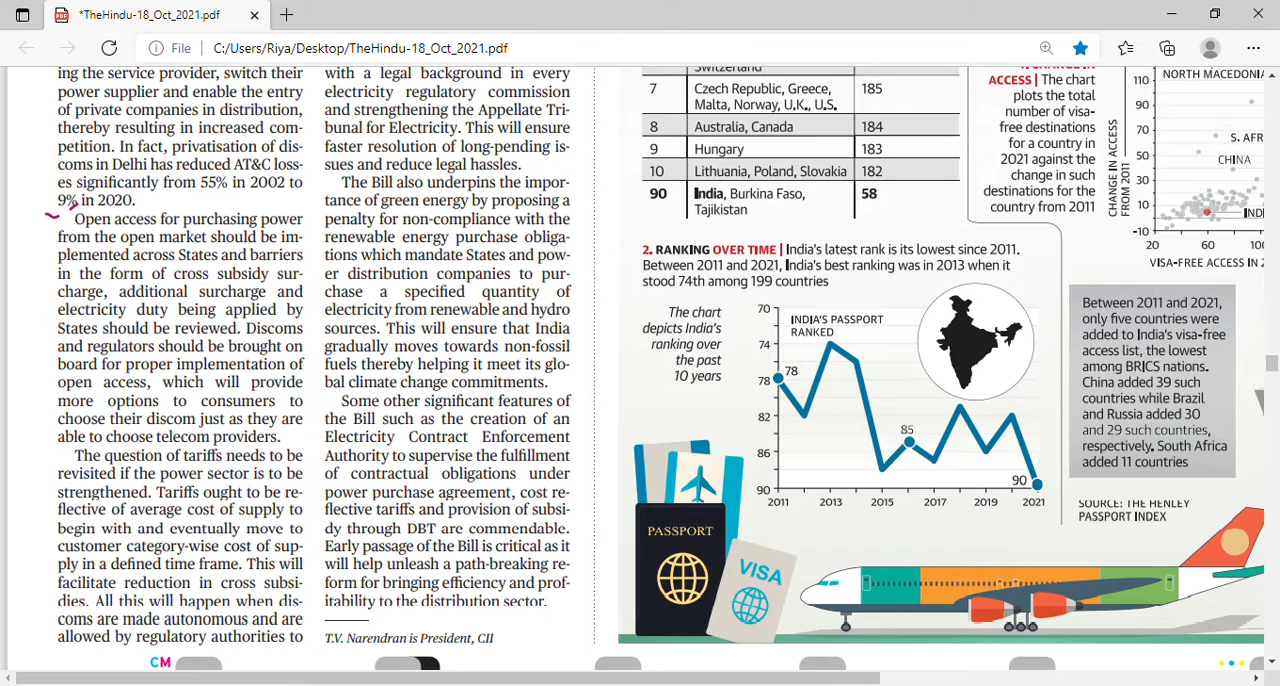 *TheHindu-18_Oct_2021.pdf
File
C:/Users/Riya/Desktop/TheHindu-18_Oct_2021.pdf
ing the service provider, switch their
power supplier and enable the entry
of private companies in distribution,
thereby resulting in increased com-
petition. In fact, privatisation of dis-
coms in Delhi has reduced AT&C loss-
es significantly from 55% in 2002 to
9% in 2020.
Open access for purchasing power
from the open market should be im-
plemented across States and barriers
in the form of cross subsidy sur-
charge, additional surcharge and
electricity duty being applied by
States should be reviewed. Discoms
and regulators should be brought on
board for proper implementation of
open access, which will provide
more options to consumers to
choose their discom just as they are
able to choose telecom providers.
The question of tariffs needs to be
revisited if the power sector is to be
strengthened. Tariffs ought to be re-
flective of average cost of supply to
begin with and eventually move to
customer category-wise cost of sup-
ply in a defined time frame. This will
facilitate reduction in cross subsi-
dies. All this will happen when dis-
coms are made autonomous and are
allowed by regulatory authorities to
with a legal background in every
electricity regulatory commission
and strengthening the Appellate Tri-
bunal for Electricity. This will ensure
faster resolution of long-pending is-
sues and reduce legal hassles.
The Bill also underpins the impor-
tance of green energy by proposing a
penalty for non-compliance with the
renewable energy purchase obliga-
tions which mandate States and pow-
er distribution companies to pur-
chase a specified quantity of
electricity from renewable and hydro
sources. This will ensure that India
gradually moves towards non-fossil
fuels thereby helping it meet its glo-
bal climate change commitments.
Some other significant features of
the Bill such as the creation of an
Electricity Contract Enforcement
Authority to supervise the fulfillment
of contractual obligations under
power purchase agreement, cost re-
flective tariffs and provision of subsi-
dy through DBT are commendable.
Early passage of the Bill is critical as it
will help unleash a path-breaking re-
form for bringing efficiency and prof-
itability to the distribution sector.
T.V. Narendran is President, CII
CM
Switzerland
7 Czech Republic, Greece, 185
Malta, Norway, U.K., U.S.
8 Australia, Canada 184
9 Hungary 183
10 Lithuania, Poland, Slovakia 182
90 India, Burkina Faso, 58
Tajikistan
CHANGE IN
ACCESS | The chart
plots the total
number of visa-
free destinations
for a country in
2021 against the
change in such
destinations for the
country from 2011
CHANGE IN ACCESS
FROM 2011
110
90
70
50
30
10
-10
NORTH MACEDONIA
S. AFR
CHINA
IND
20 60 100
VISA-FREE ACCESS IN 2
2. RANKING OVER TIME | India's latest rank is its lowest since 2011.
Between 2011 and 2021, India's best ranking was in 2013 when it
stood 74th among 199 countries
The chart
depicts India's
ranking over
the past
10 years
INDIA'S PASSPORT
RANKED
70
74
78
82
86
90
78
85
90
2011 2013 2015 2017 2019 2021
Between 2011 and 2021,
only five countries were
added to India's visa-free
access list, the lowest
among BRICS nations.
China added 39 such
countries while Brazil
and Russia added 30
and 29 such countries,
respectively. South Africa
added 11 countries
SOURCE: THE HENLEY
PASSPORT INDEX
PASSPORT
VISA